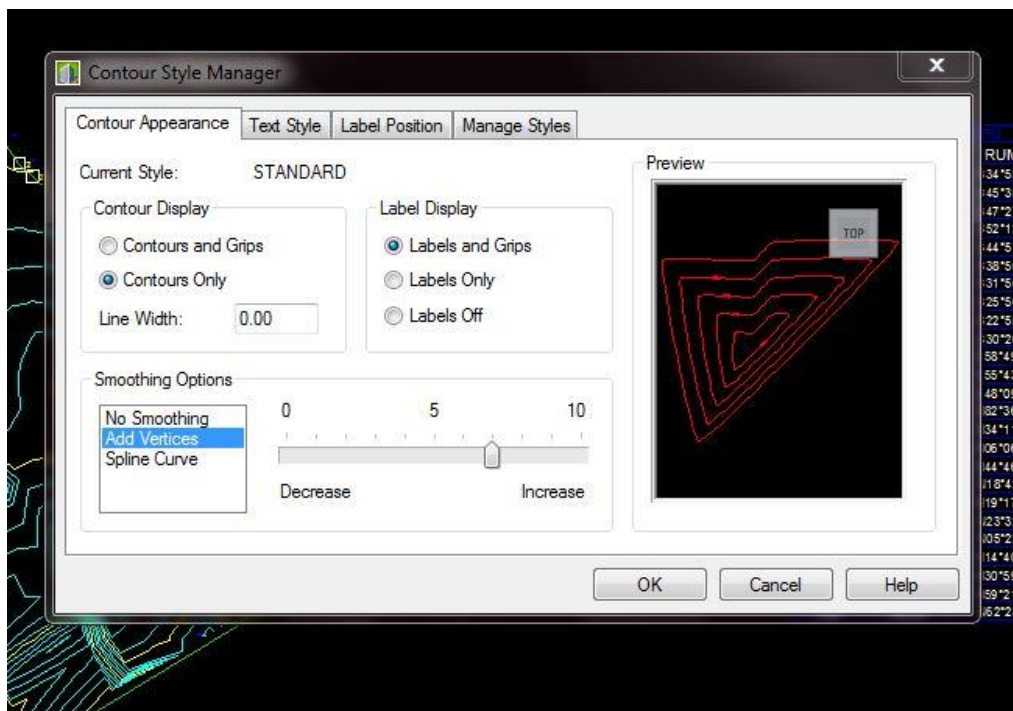 Contour Style Manager
Contour Appearance Text Style Label Position Manage Styles
Current Style: STANDARD
Contour Display
Contours and Grips
Contours Only
Line Width: 0.00
Label Display
Labels and Grips
Labels Only
Labels Off
Smoothing Options
No Smoothing
Add Vertices
Spline Curve
0 5 10
Decrease Increase
Preview
TOP
OK Cancel Help